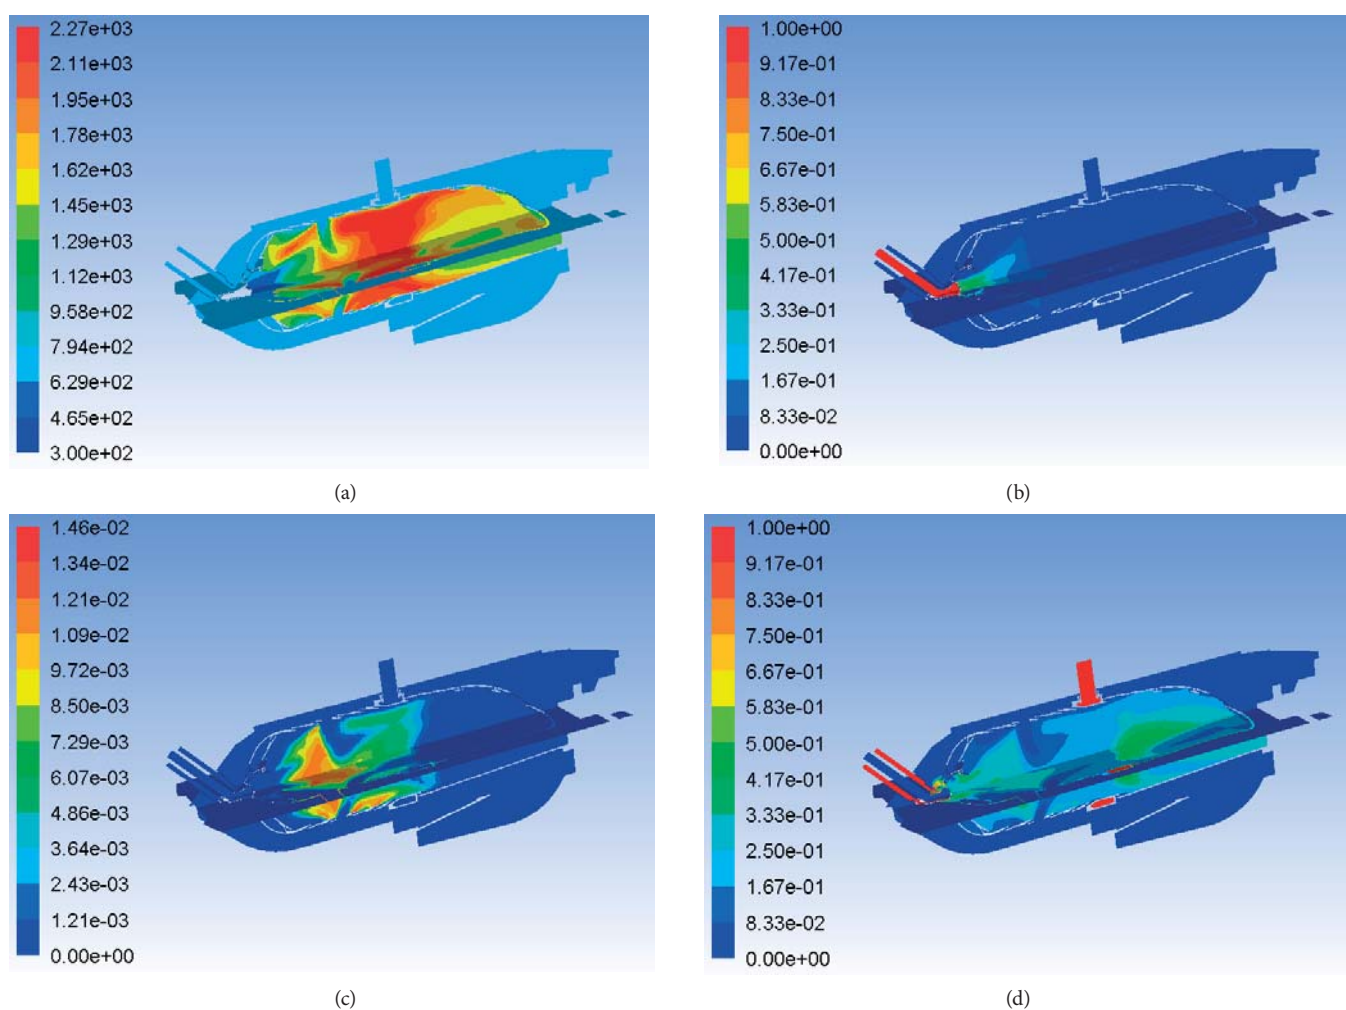 2.27e+03
2.11e+03
1.95e+03
1.78e+03
1.62e+03
1.45e+03
1.29e+03
1.12e+03
9.58e+02
7.94e+02
6.29e+02
4.65e+02
3.00e+02
(a)
1.00e+00
9.17e-01
8.33e-01
7.50e-01
6.67e-01
5.83e-01
5.00e-01
4.17e-01
3.33e-01
2.50e-01
1.67e-01
8.33e-02
0.00e+00
(b)
1.46e-02
1.34e-02
1.21e-02
1.09e-02
9.72e-03
8.50e-03
7.29e-03
6.07e-03
4.86e-03
3.64e-03
2.43e-03
1.21e-03
0.00e+00
(c)
1.00e+00
9.17e-01
8.33e-01
7.50e-01
6.67e-01
5.83e-01
5.00e-01
4.17e-01
3.33e-01
2.50e-01
1.67e-01
8.33e-02
0.00e+00
(d)